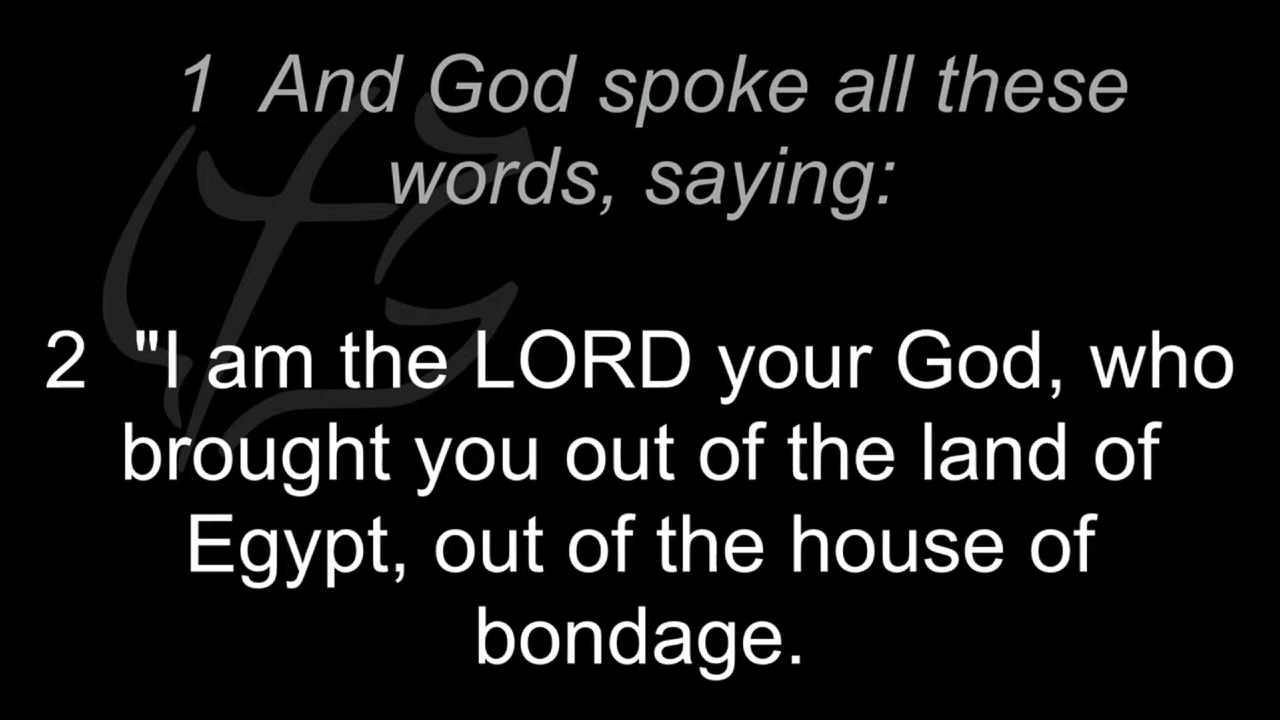 1 And God spoke all these
words, saying:
2 "I am the LORD your God, who
brought you out of the land of
Egypt, out of the house of
bondage.